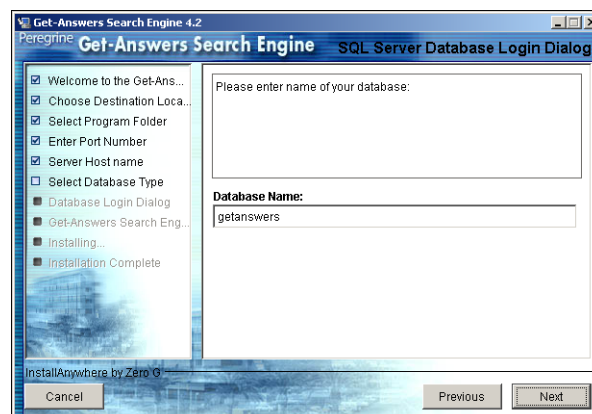 Get-Answers Search Engine 4.2
Peregrine Get-Answers Search Engine SQL Server Database Login Dialog
Welcome to the Get-Ans...
Choose Destination Loca...
Select Program Folder
Enter Port Number
Server Host name
Select Database Type
Database Login Dialog
Get-Answers Search Eng...
Installing...
Installation Complete
Please enter name of your database:
Database Name:
getanswers
InstallAnywhere by Zero G
Cancel
Previous
Next